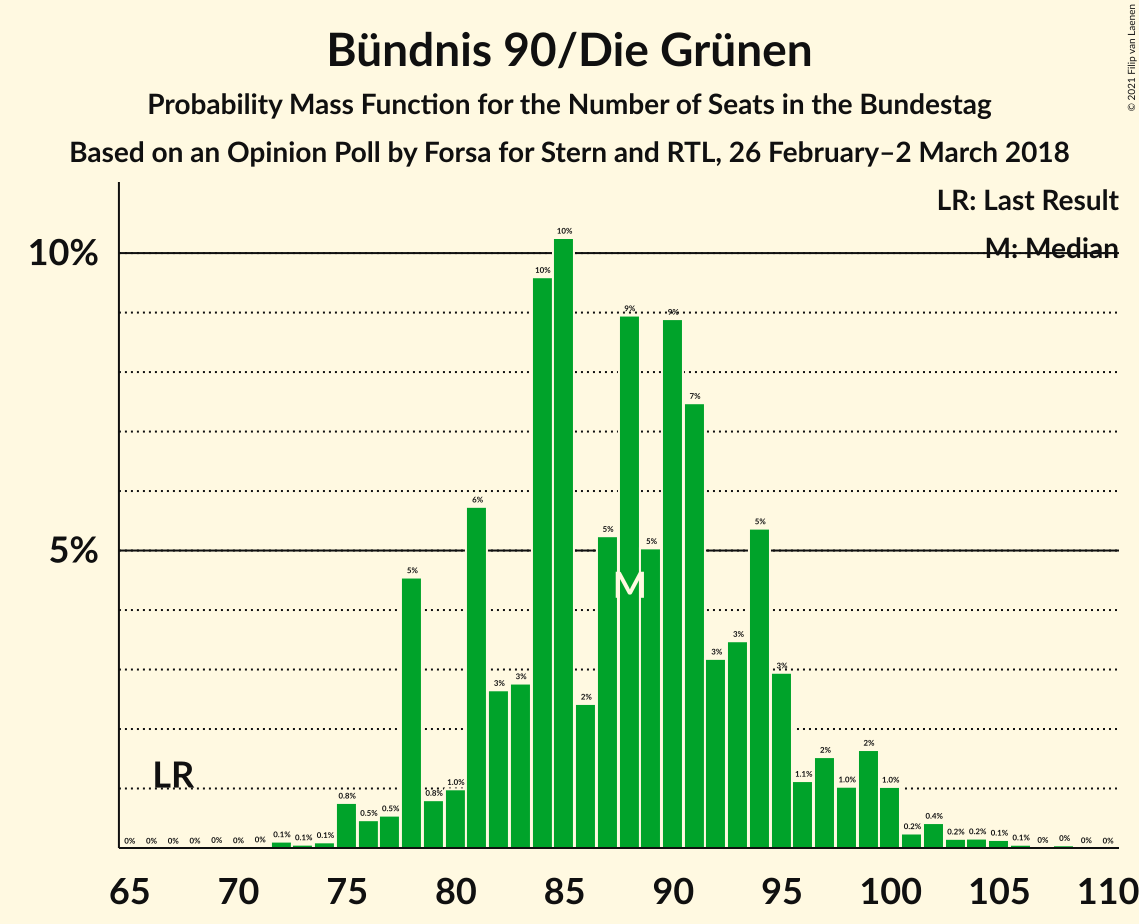 Bündnis 90/Die Grünen
Probability Mass Function for the Number of Seats in the Bundestag
Based on an Opinion Poll by Forsa for Stern and RTL, 26 February–2 March 2018
© 2021 Filip van Laenen
LR: Last Result
M: Median
10%
5%
0% 0% 0% 0% 0% 0% 0% 0.1% 0.1% 0.1% 0.8% 0.5% 0.5% 5% 0.8% 1.0% 6% 3% 3% 10% 10% 2% 5% 9% 5% 9% 7% 3% 3% 5% 3% 1.1% 2% 1.0% 2% 1.0% 0.2% 0.4% 0.2% 0.2% 0.1% 0.1% 0% 0% 0% 0%
M
LR
65 70 75 80 85 90 95 100 105 110